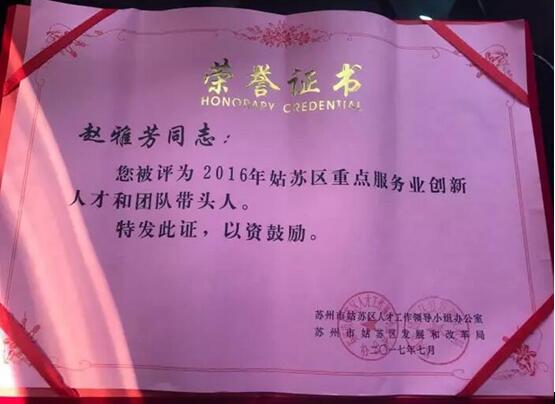 荣誉证书
HONORARY CREDENTIAL
赵雅芳同志：
您被评为2016年姑苏区重点服务业创新
人才和团队带头人。
特发此证，以资鼓励。
苏州市姑苏区人才工作领导小组办公室
苏州市姑苏区发展和改革局
二〇一七年七月